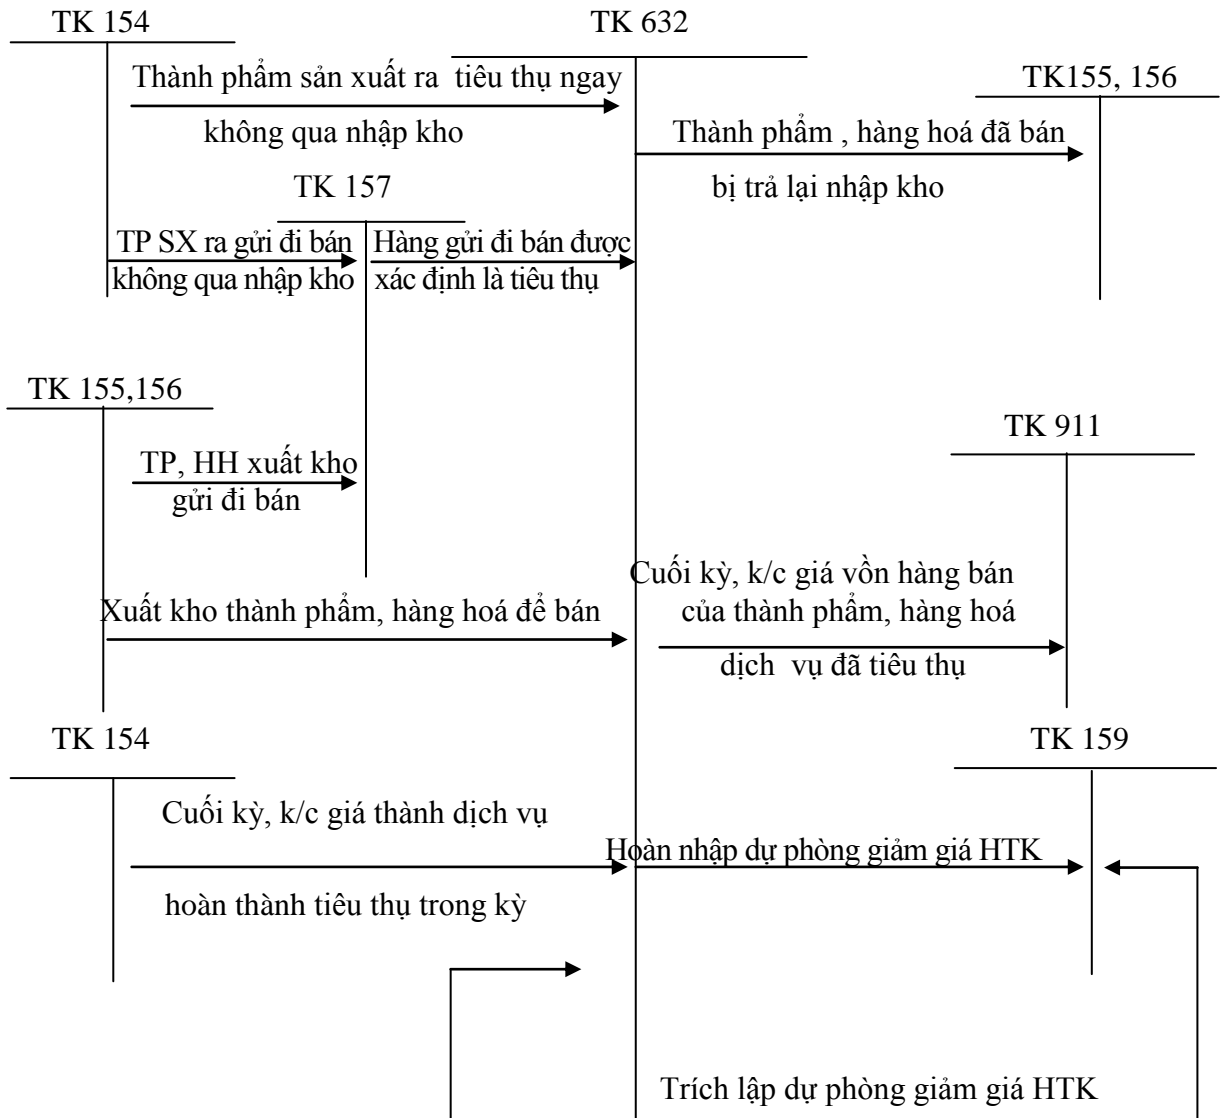 TK 154
TK 632
Thành phẩm sản xuất ra tiêu thụ ngay
không qua nhập kho
TK155, 156
Thành phẩm , hàng hoá đã bán
bị trả lại nhập kho
TK 157
TP SX ra gửi đi bán
không qua nhập kho
Hàng gửi đi bán được
xác định là tiêu thụ
TK 155,156
TP, HH xuất kho
gửi đi bán
TK 911
Xuất kho thành phẩm, hàng hoá để bán
Cuối kỳ, k/c giá vồn hàng bán
của thành phẩm, hàng hoá
dịch vụ đã tiêu thụ
TK 154
TK 159
Cuối kỳ, k/c giá thành dịch vụ
hoàn thành tiêu thụ trong kỳ
Hoàn nhập dự phòng giảm giá HTK
Trích lập dự phòng giảm giá HTK